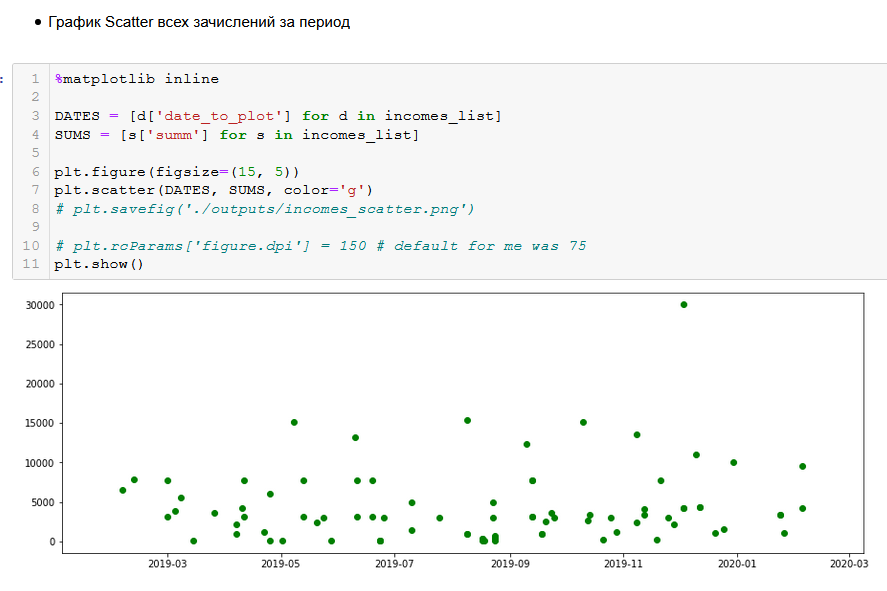 • График Scatter всех зачислений за период
:
1 %matplotlib inline
2
3 DATES = [d['date_to_plot'] for d in incomes_list]
4 SUMS = [s['summ'] for s in incomes_list]
5
6 plt.figure(figsize=(15, 5))
7 plt.scatter(DATES, SUMS, color='g')
8 # plt.savefig('./outputs/incomes_scatter.png')
9
10 # plt.rcParams['figure.dpi'] = 150 # default for me was 75
11 plt.show()
30000
25000
20000
15000
10000
5000
0
2019-03 2019-05 2019-07 2019-09 2019-11 2020-01 2020-03